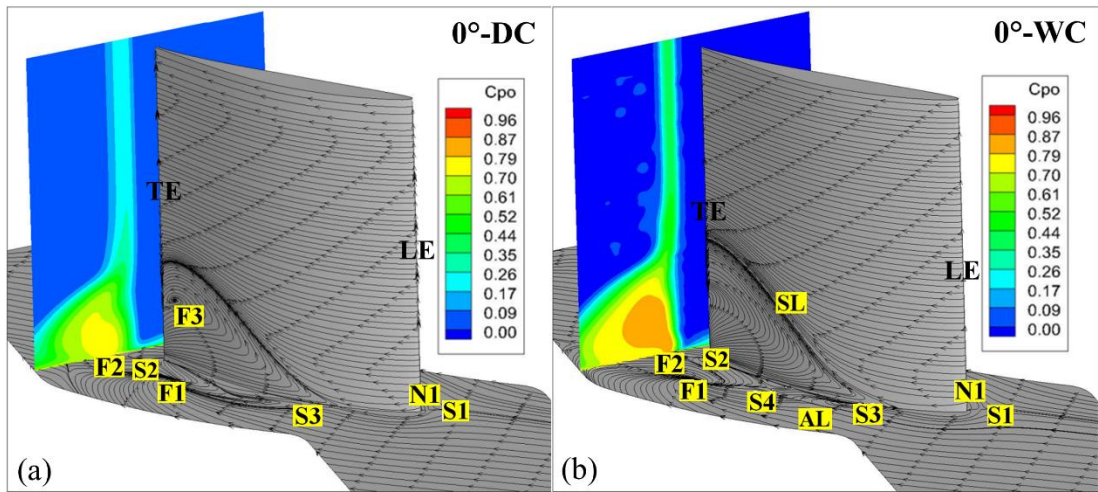 0°-DC
Cpo
0.96
0.87
0.79
0.70
0.61
0.52
0.44
0.35
0.26
0.17
0.09
0.00
TE
LE
F3
F2
S2
F1
S3
N1
S1
(a)
0°-WC
Cpo
0.96
0.87
0.79
0.70
0.61
0.52
0.44
0.35
0.26
0.17
0.09
0.00
TE
LE
SL
F2
S2
F1
S4
AL
S3
N1
S1
(b)